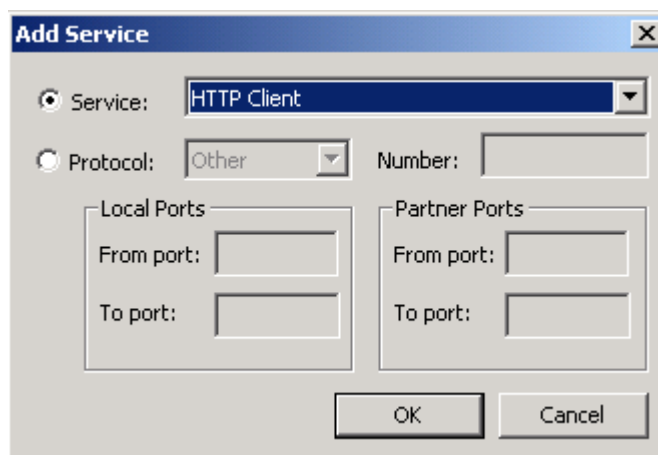 Add Service
Service: HTTP Client
Protocol: Other Number:
Local Ports Partner Ports
From port: From port:
To port: To port:
OK Cancel